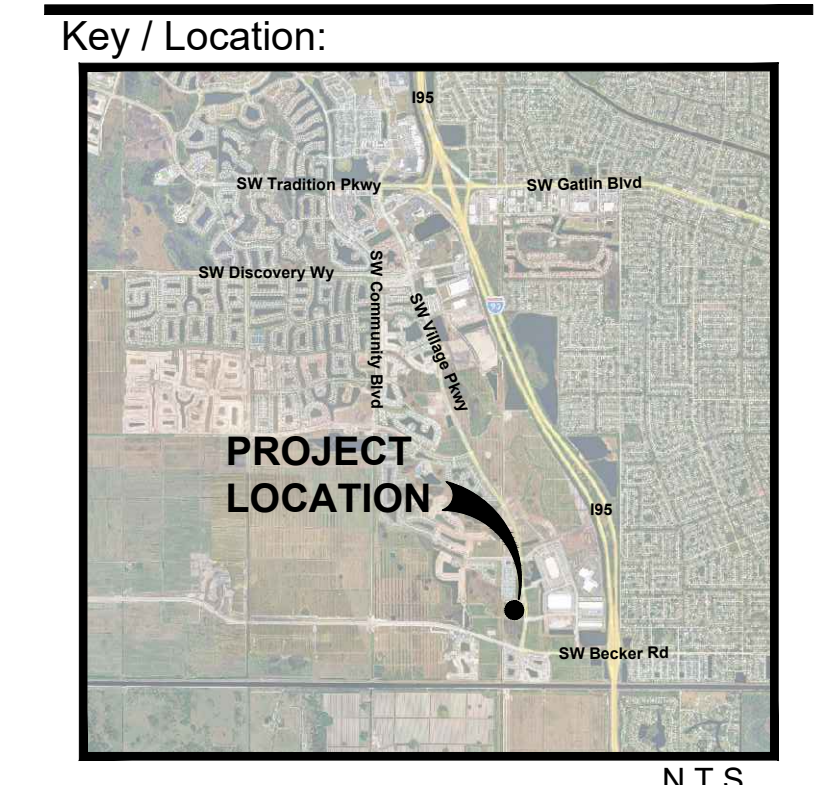 Key / Location:
I95
SW Tradition Pkwy
SW Gatlin Blvd
SW Discovery Wy
SW Community Blvd
SW Village Pkwy
PROJECT
LOCATION
I95
SW Becker Rd
N.T.S.